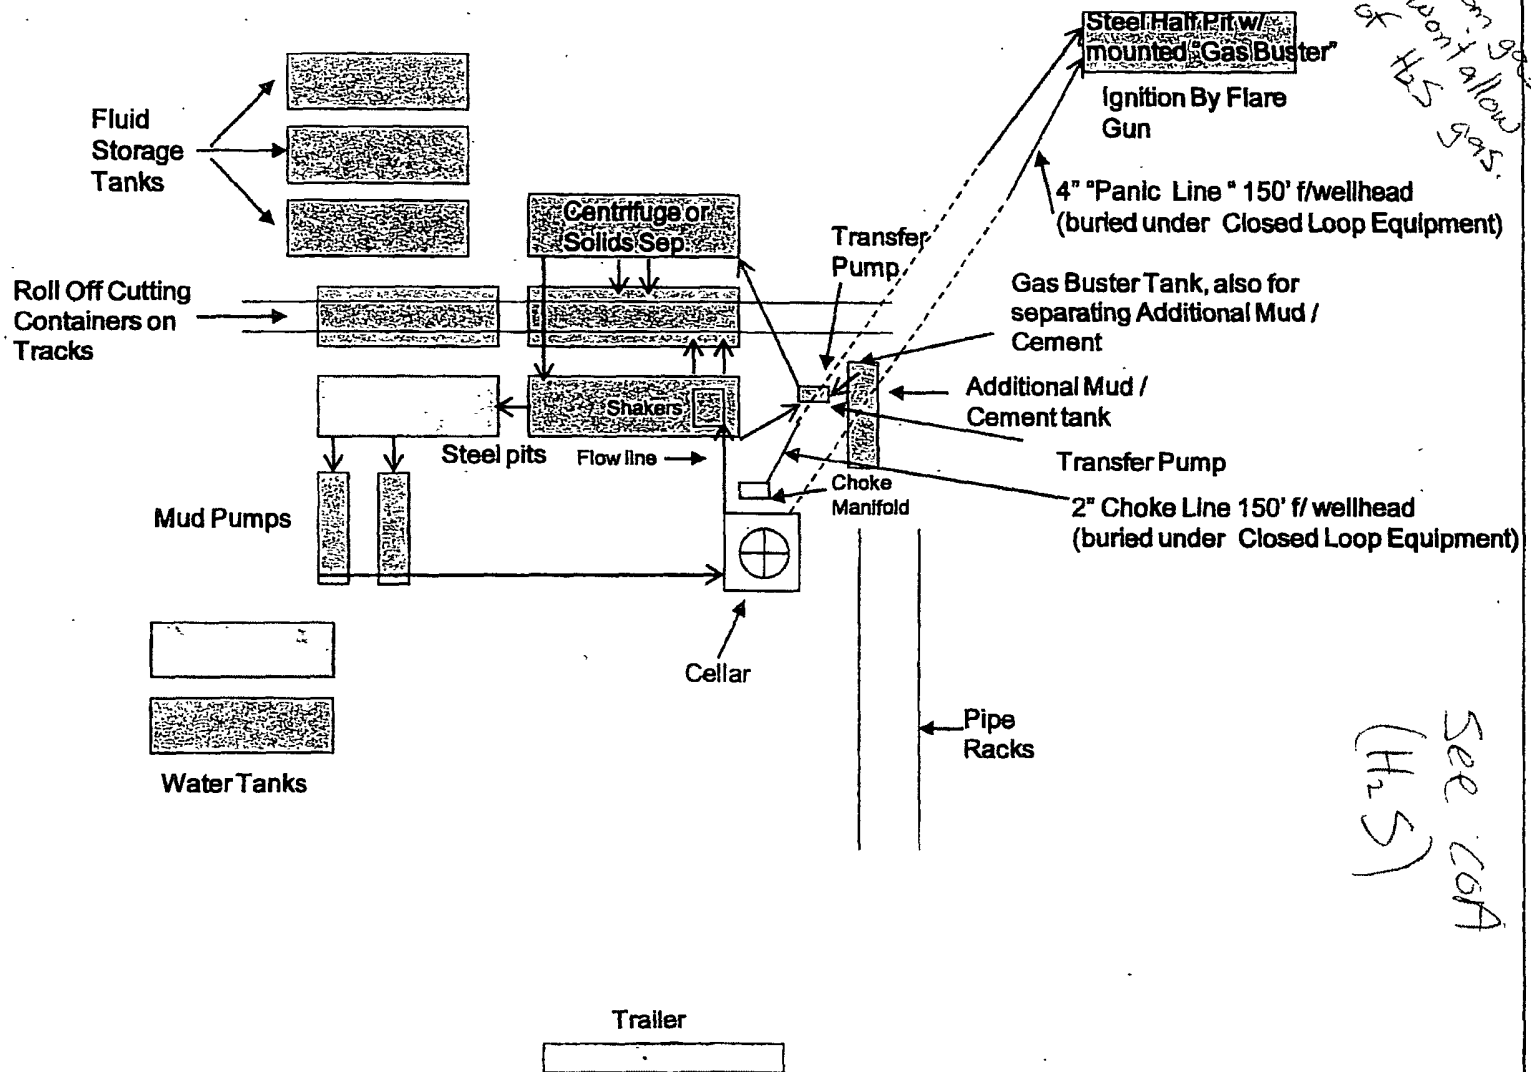 Steel Half Pit w/
mounted "Gas Buster"
Ignition By Flare
Gun
won't allow
of H2S gas.
Fluid
Storage
Tanks
4" "Panic Line " 150' f/wellhead
(buried under Closed Loop Equipment)
Centrifuge or
Solids Sep
Transfer
Pump
Roll Off Cutting
Containers on
Tracks
Gas Buster Tank, also for
separating Additional Mud /
Cement
Additional Mud /
Cement tank
Shakers
Steel pits
Flow line
Transfer Pump
Choke
Manifold
2" Choke Line 150' f/ wellhead
(buried under Closed Loop Equipment)
Mud Pumps
Cellar
Pipe
Racks
Water Tanks
See COA
(H2S)
Trailer